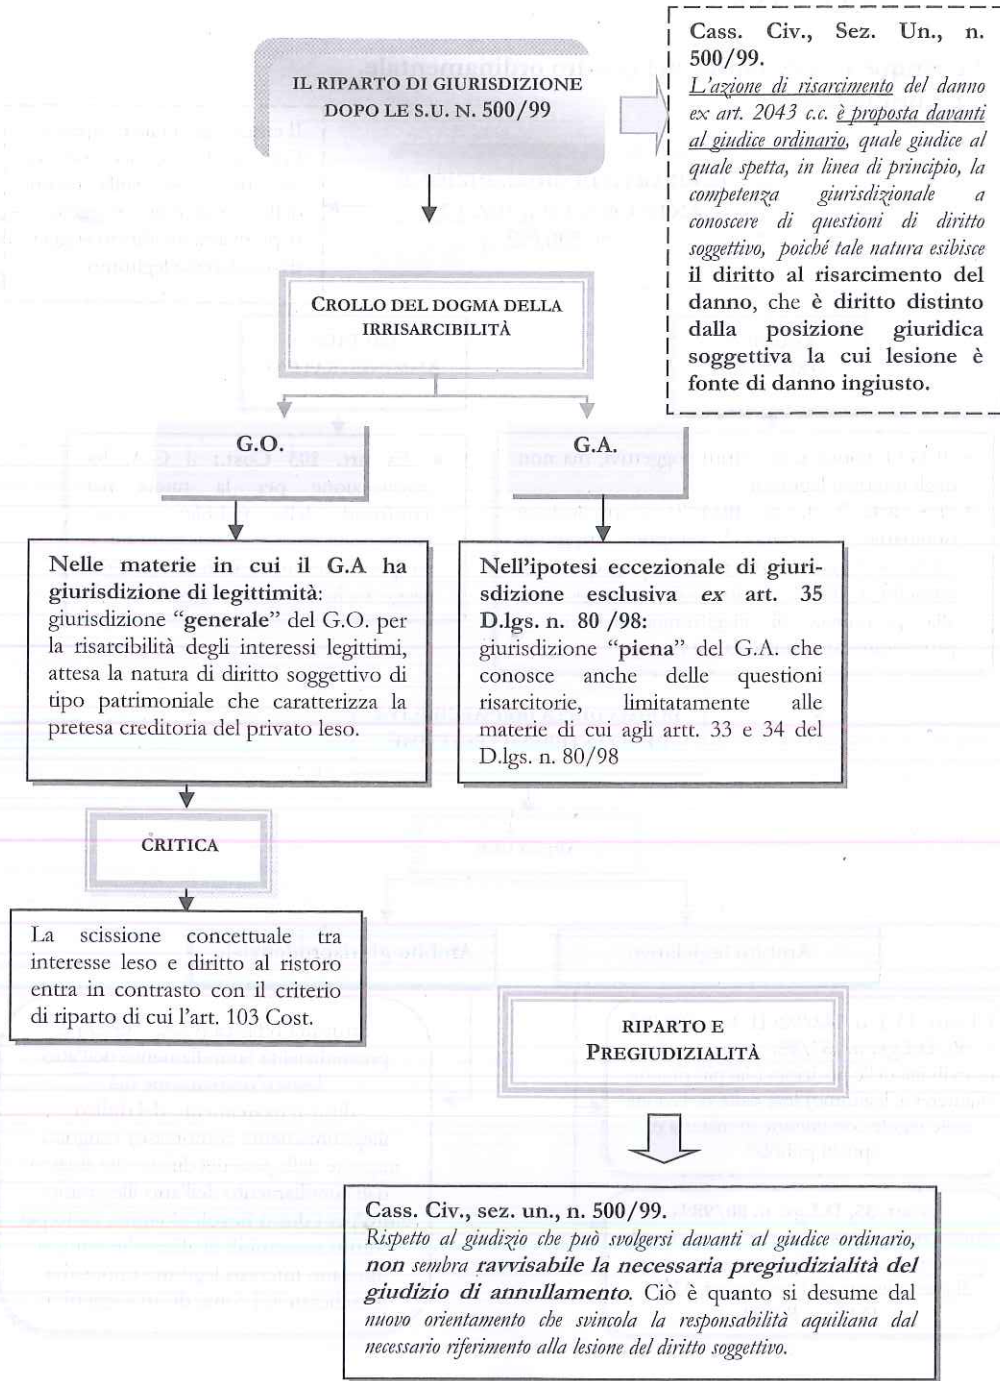 IL RIPARTO DI GIURISDIZIONE
DOPO LE S.U. N. 500/99
Cass. Civ., Sez. Un., n.
500/99.
L'azione di risarcimento del danno
ex art. 2043 c.c. è proposta davanti
al giudice ordinario, quale giudice al
quale spetta, in linea di principio, la
competenza giurisdizionale a
conoscere di questioni di diritto
soggettivo, poiché tale natura esibisce
il diritto al risarcimento del
danno, che è diritto distinto
dalla posizione giuridica
soggettiva la cui lesione è
fonte di danno ingiusto.
CROLLO DEL DOGMA DELLA
IRRISARCIBILITÀ
G.O.
G.A.
Nelle materie in cui il G.A ha
giurisdizione di legittimità:
giurisdizione "generale" del G.O. per
la risarcibilità degli interessi legittimi,
attesa la natura di diritto soggettivo di
tipo patrimoniale che caratterizza la
pretesa creditoria del privato leso.
Nell'ipotesi eccezionale di giuri-
sdizione esclusiva ex art. 35
D.lgs. n. 80 /98:
giurisdizione "piena" del G.A. che
conosce anche delle questioni
risarcitorie, limitatamente alle
materie di cui agli artt. 33 e 34 del
D.lgs. n. 80/98
CRITICA
La scissione concettuale tra
interesse leso e diritto al ristoro
entra in contrasto con il criterio
di riparto di cui l'art. 103 Cost.
RIPARTO E
PREGIUDIZIALITÀ
Cass. Civ., sez. un., n. 500/99.
Rispetto al giudizio che può svolgersi davanti al giudice ordinario,
non sembra ravvisabile la necessaria pregiudizialità del
giudizio di annullamento. Ciò è quanto si desume dal
nuovo orientamento che svincola la responsabilità aquiliana dal
necessario riferimento alla lesione del diritto soggettivo.